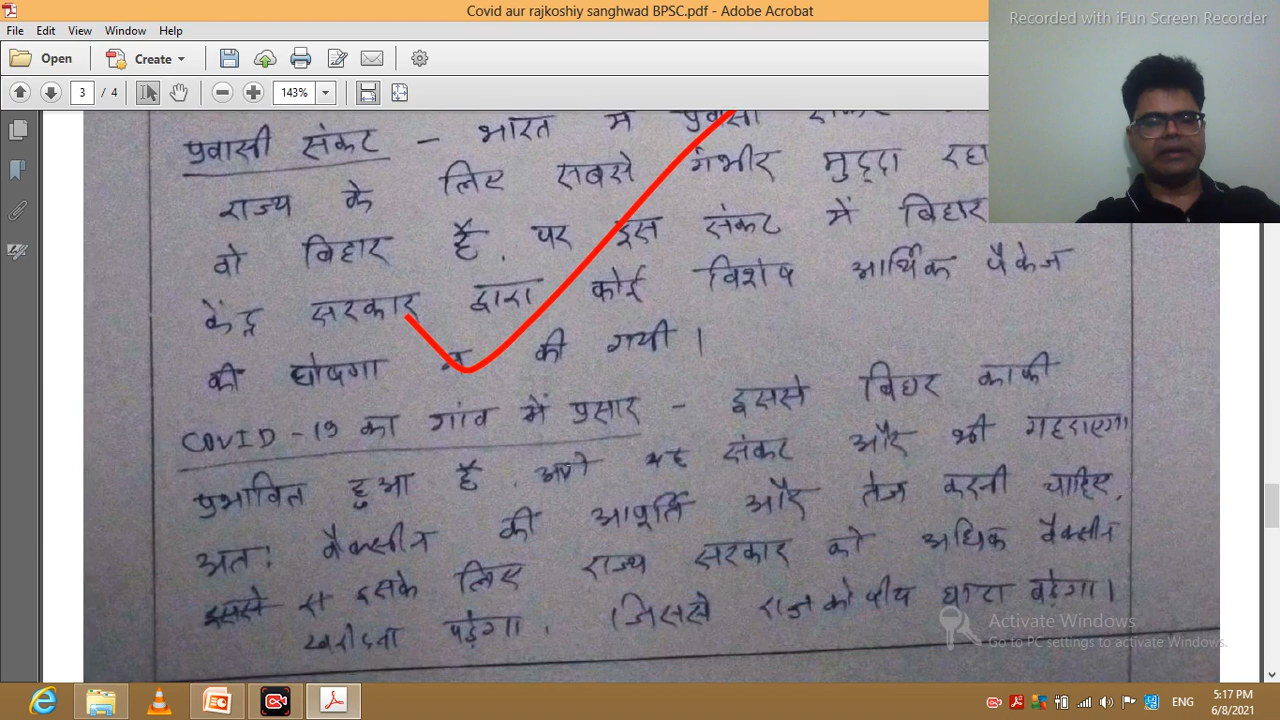 Covid aur rajkoshiy sanghwad BPSC.pdf - Adobe Acrobat
Recorded with iFun Screen Recorder
File Edit View Window Help
Open Create
3 / 4 143%
प्रवासी संकट - भारत में प्रवासी
राज्य के लिए सबसे गंभीर मुद्दा रहा
वो बिहार है, पर इस संकट में बिहार
केंद्र सरकार द्वारा कोई विशेष आर्थिक पैकेज
की घोषणा न की गयी।
COVID-19 का गांव में प्रसार - इससे बिहार काफी
प्रभावित हुआ है, आगे यह संकट और भी गहराएगा
अत: वैक्सीन की आपूर्ति और तेज करनी चाहिए,
इसके लिए राज्य सरकार को अधिक वैक्सीन
खरीदना पड़ेगा, जिससे राजकोषीय घाटा बढ़ेगा।
Activate Windows
Go to PC settings to activate Windows.
ENG
5:17 PM
6/8/2021